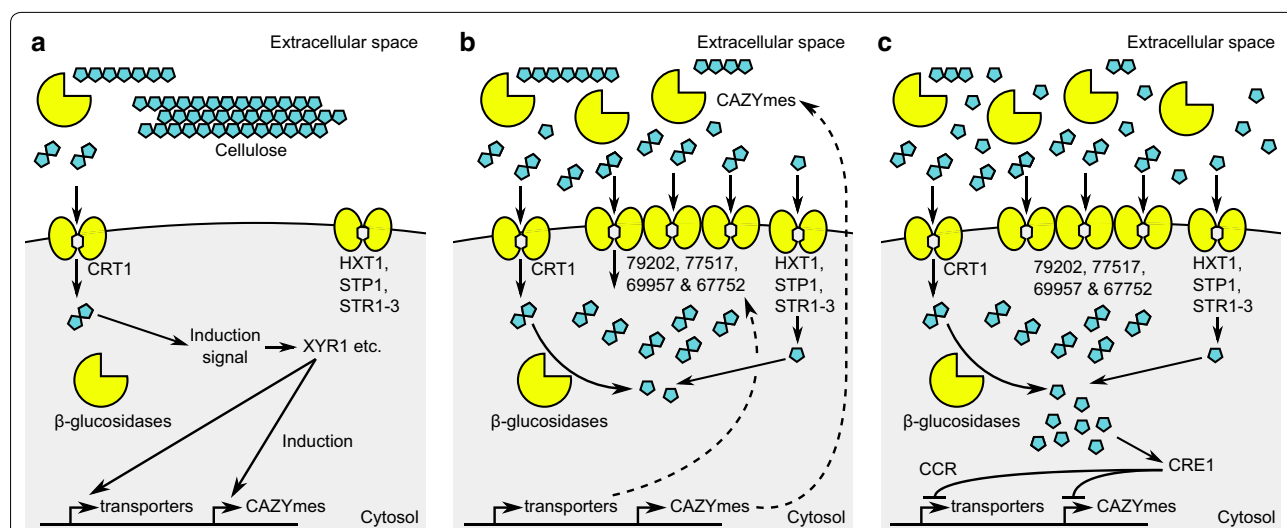 a
Extracellular space
Cellulose
CRT1
HXT1,
STP1,
STR1-3
Induction
signal
XYR1 etc.
β-glucosidases
Induction
transporters
CAZYmes
Cytosol
b
Extracellular space
CAZYmes
CRT1
79202, 77517,
69957 & 67752
HXT1,
STP1,
STR1-3
β-glucosidases
transporters
CAZYmes
Cytosol
c
Extracellular space
CRT1
79202, 77517,
69957 & 67752
HXT1,
STP1,
STR1-3
β-glucosidases
CCR
CRE1
transporters
CAZYmes
Cytosol